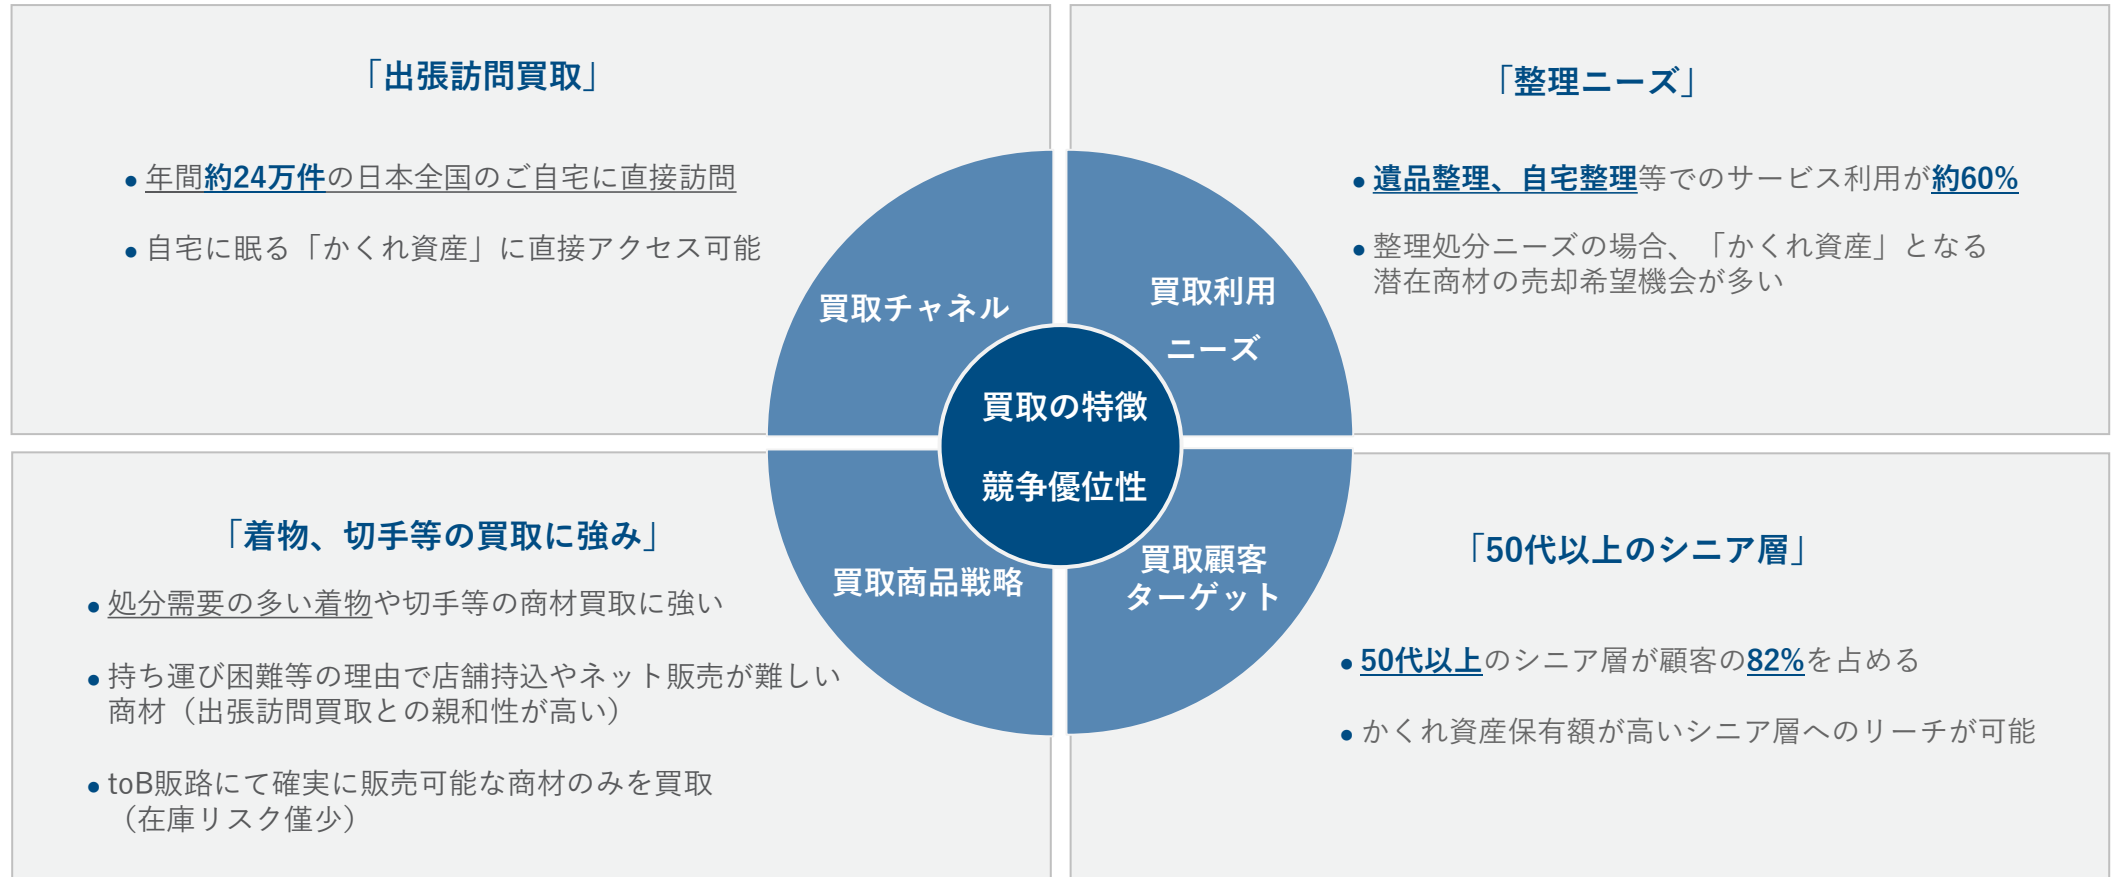 「出張訪問買取」
● 年間約24万件の日本全国のご自宅に直接訪問
● 自宅に眠る「かくれ資産」に直接アクセス可能
買取チャネル
「整理ニーズ」
● 遺品整理、自宅整理等でのサービス利用が約60%
● 整理処分ニーズの場合、「かくれ資産」となる
潜在商材の売却希望機会が多い
買取利用
ニーズ
買取の特徴
競争優位性
「着物、切手等の買取に強み」
● 処分需要の多い着物や切手等の商材買取に強い
● 持ち運び困難等の理由で店舗持込やネット販売が難しい
商材（出張訪問買取との親和性が高い）
● toB販路にて確実に販売可能な商材のみを買取
（在庫リスク僅少）
買取商品戦略
買取顧客
ターゲット
「50代以上のシニア層」
● 50代以上のシニア層が顧客の82%を占める
● かくれ資産保有額が高いシニア層へのリーチが可能